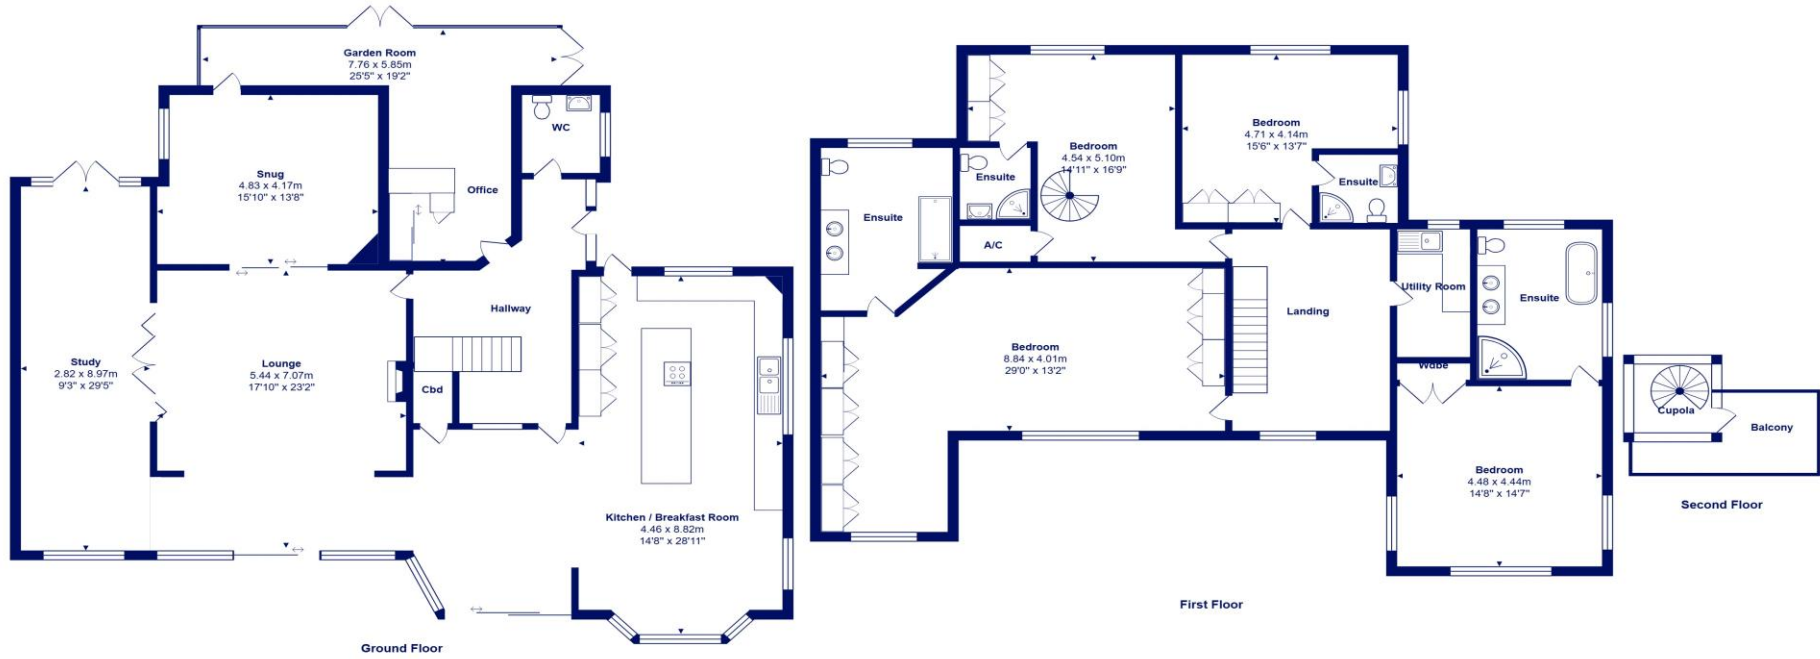 Garden Room
7.76 x 5.85m
25'5" x 19'2"
WC
Snug
4.83 x 4.17m
15'10" x 13'8"
Office
Hallway
Study
2.82 x 8.97m
9'3" x 29'5"
Lounge
5.44 x 7.07m
17'10" x 23'2"
Cbd
Kitchen / Breakfast Room
4.46 x 8.82m
14'8" x 28'11"
Ground Floor
Bedroom
4.54 x 5.10m
14'11" x 16'9"
Bedroom
4.71 x 4.14m
15'6" x 13'7"
Ensuite
Ensuite
Ensuite
A/C
Utility Room
Ensuite
Landing
Bedroom
8.84 x 4.01m
29'0" x 13'2"
Wdbe
Bedroom
4.48 x 4.44m
14'8" x 14'7"
First Floor
Cupola
Balcony
Second Floor